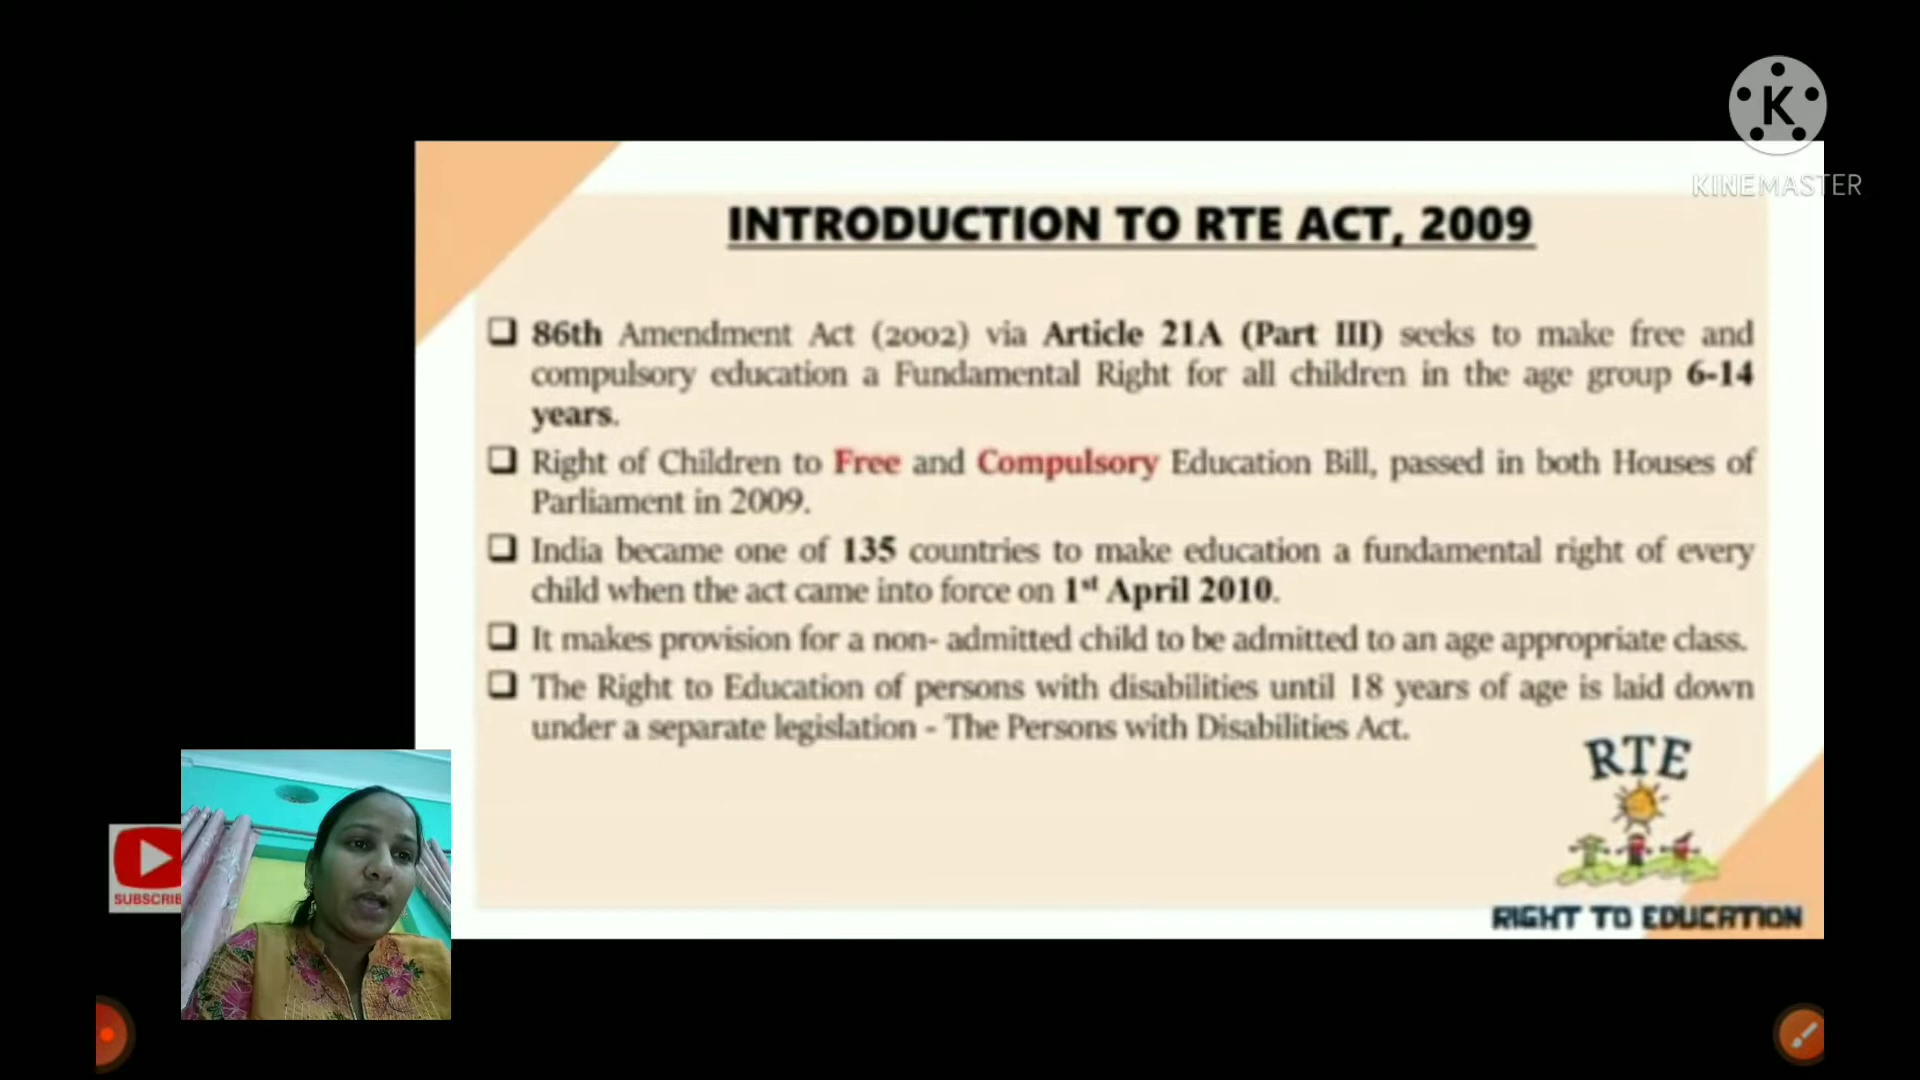 K
KINEMASTER
INTRODUCTION TO RTE ACT, 2009
❑ 86th Amendment Act (2002) via Article 21A (Part III) seeks to make free and
compulsory education a Fundamental Right for all children in the age group 6-14
years.
❑ Right of Children to Free and Compulsory Education Bill, passed in both Houses of
Parliament in 2009.
❑ India became one of 135 countries to make education a fundamental right of every
child when the act came into force on 1st April 2010.
❑ It makes provision for a non- admitted child to be admitted to an age appropriate class.
❑ The Right to Education of persons with disabilities until 18 years of age is laid down
under a separate legislation - The Persons with Disabilities Act.
RTE
RIGHT TO EDUCATION
SUBSCRIBE